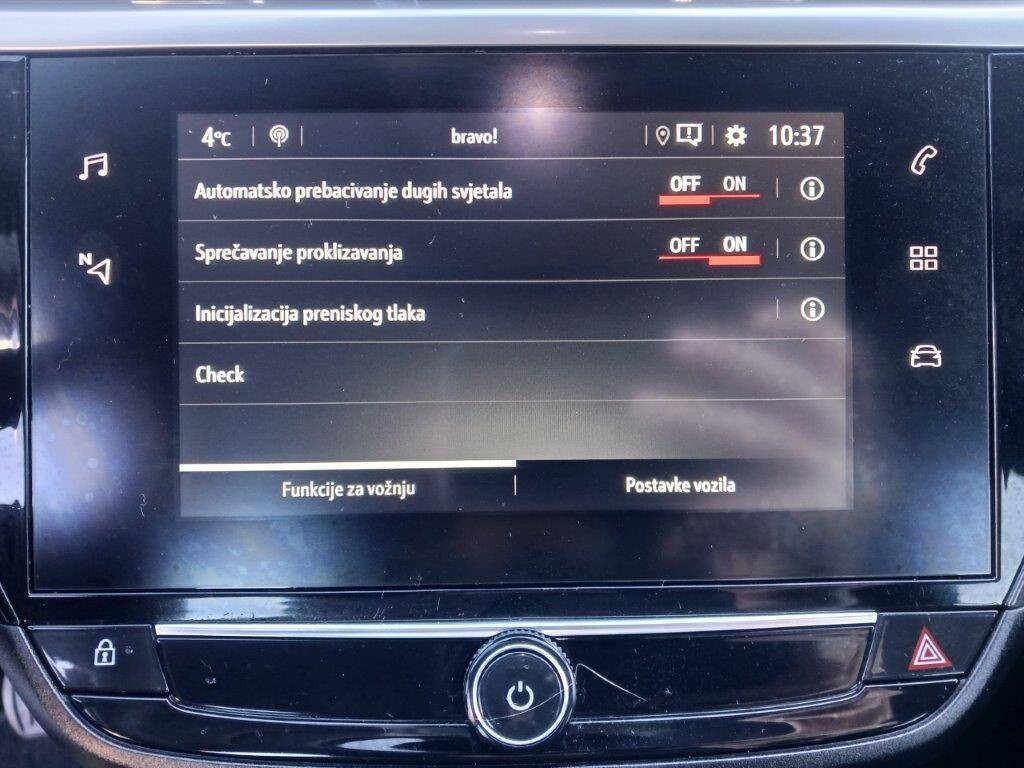 4°C bravo! 10:37
Automatsko prebacivanje dugih svjetala OFF ON
Sprečavanje proklizavanja OFF ON
Inicijalizacija preniskog tlaka
Check
Funkcije za vožnju Postavke vozila
N